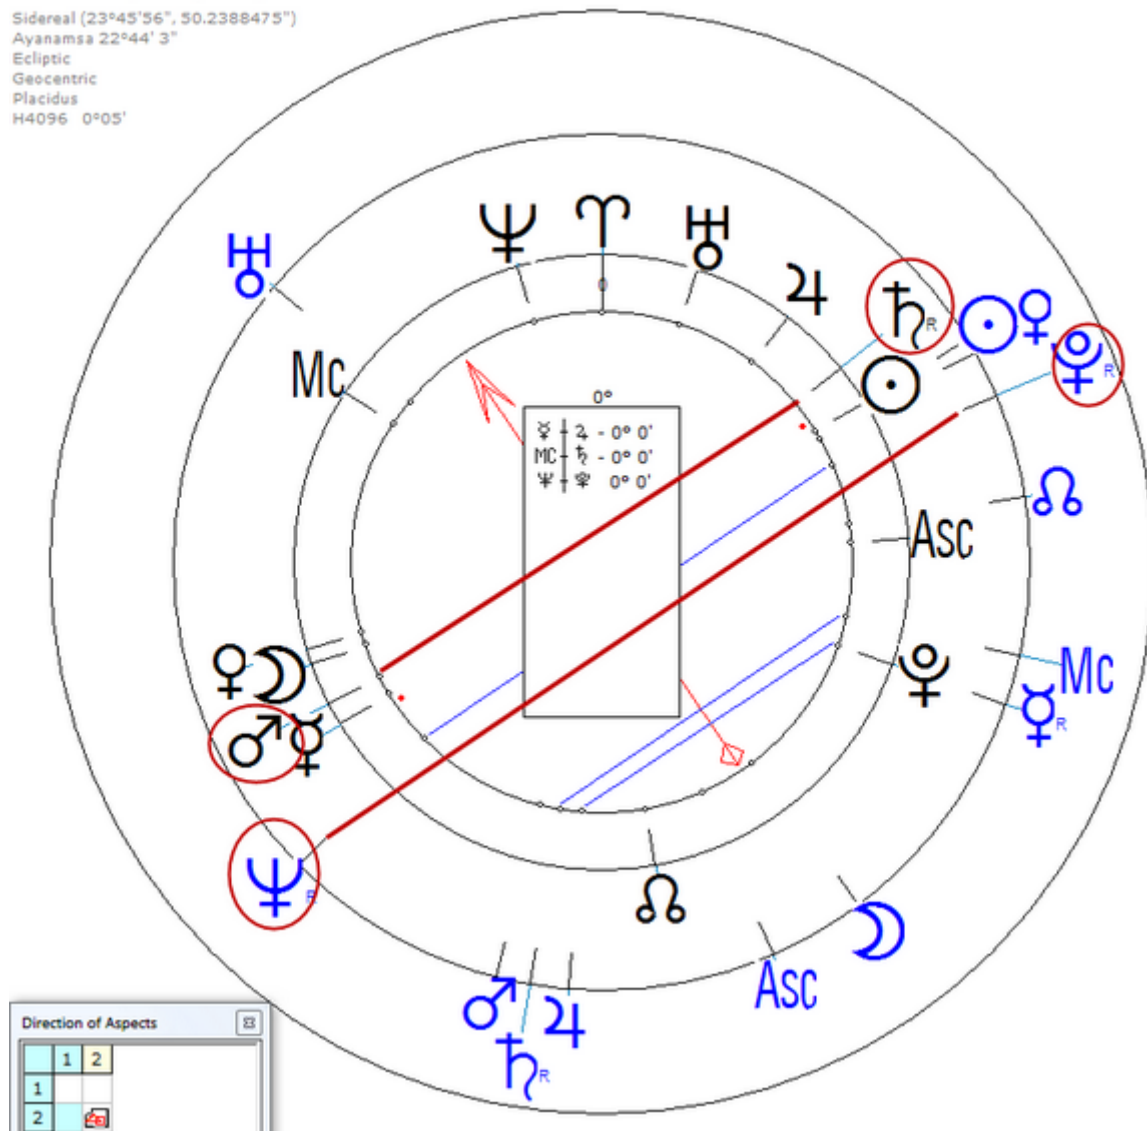 Sidereal (23°45'56", 50.2388475")
Ayanamsa 22°44' 3"
Ecliptic
Geocentric
Placidus
H4096 0°05'
♅
Mc
♆
♈
0
♅
♃
♄R
☉
☉
♀
♇R
0°
☿ ♃ - 0° 0'
MC ♄ - 0° 0'
♆ 0° 0'
☊
Asc
♀
☽
♂
☿
♇
Mc
☿R
♆R
☊
☽
Asc
♂
♄R
♃
Direction of Aspects
1 2
1
2